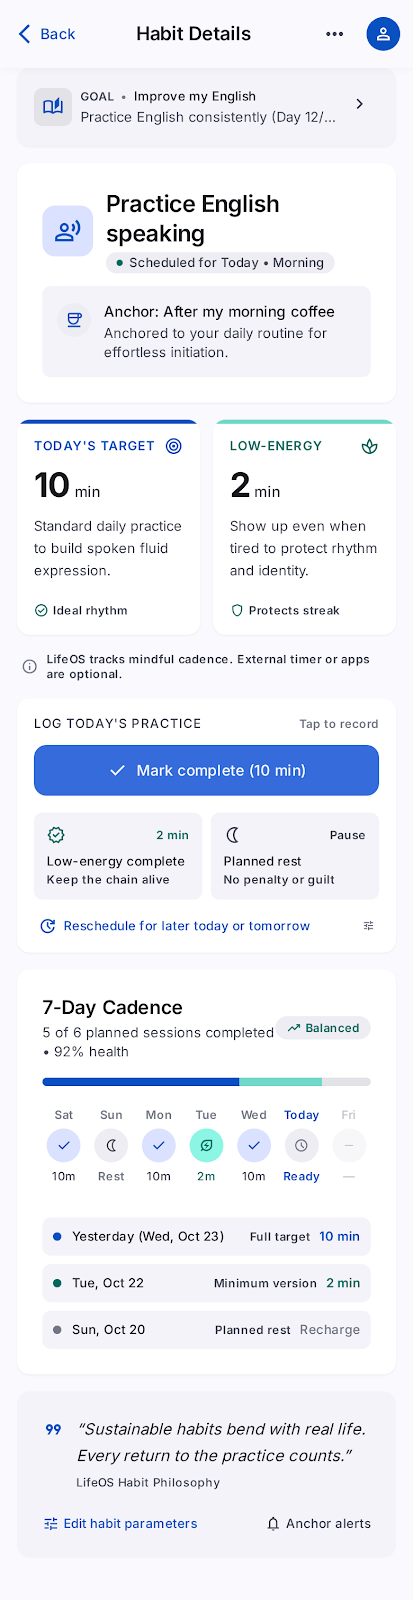 Back
Habit Details
GOAL • Improve my English
Practice English consistently (Day 12/...
Practice English
speaking
Scheduled for Today • Morning
Anchor: After my morning coffee
Anchored to your daily routine for
effortless initiation.
TODAY'S TARGET
10 min
Standard daily practice
to build spoken fluid
expression.
Ideal rhythm
LOW-ENERGY
2 min
Show up even when
tired to protect rhythm
and identity.
Protects streak
LifeOS tracks mindful cadence. External timer or apps
are optional.
LOG TODAY'S PRACTICE
Tap to record
Mark complete (10 min)
2 min
Low-energy complete
Keep the chain alive
Pause
Planned rest
No penalty or guilt
Reschedule for later today or tomorrow
7-Day Cadence
5 of 6 planned sessions completed
• 92% health
Balanced
Sat Sun Mon Tue Wed Today Fri
10m Rest 10m 2m 10m Ready —
Yesterday (Wed, Oct 23) Full target 10 min
Tue, Oct 22 Minimum version 2 min
Sun, Oct 20 Planned rest Recharge
“Sustainable habits bend with real life.
Every return to the practice counts.”
LifeOS Habit Philosophy
Edit habit parameters
Anchor alerts